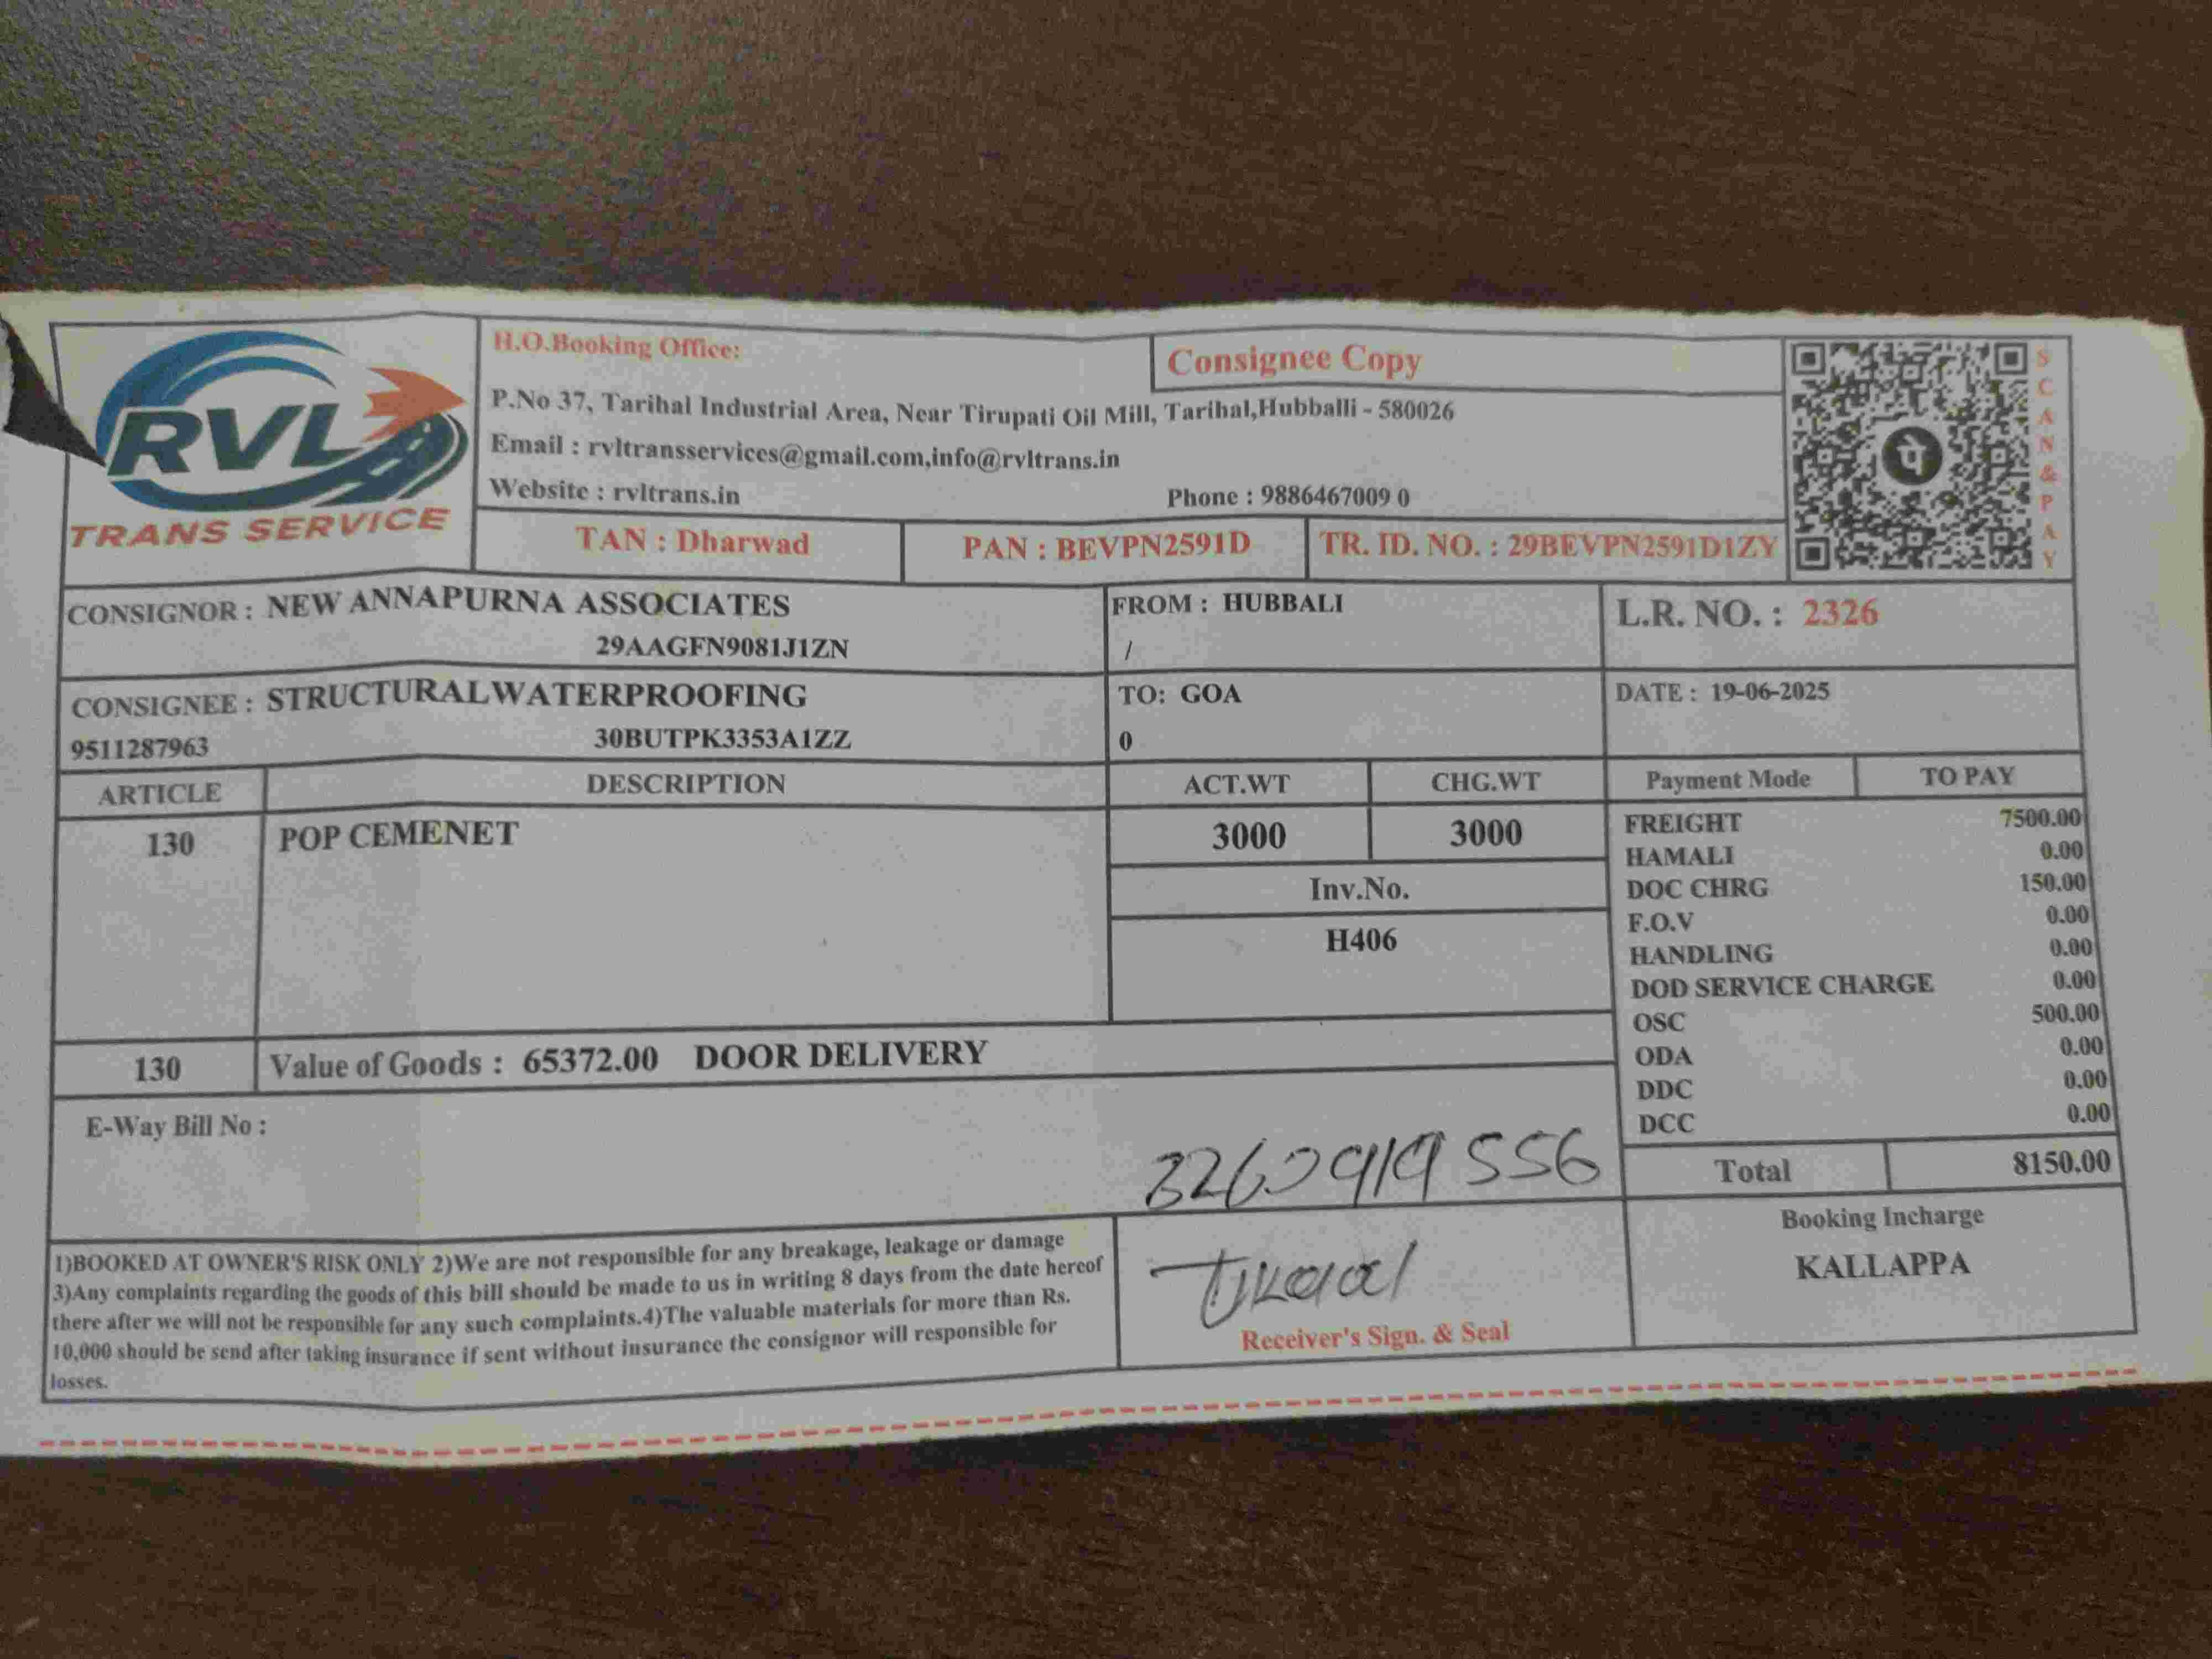 RVL
TRANS SERVICE
H.O.Booking Office:
Consignee Copy
P.No 37, Tarihal Industrial Area, Near Tirupati Oil Mill, Tarihal,Hubballi - 580026
Email : rvltransservices@gmail.com,info@rvltrans.in
Website : rvltrans.in Phone : 9886467009 0
TAN : Dharwad PAN : BEVPN2591D TR. ID. NO. : 29BEVPN2591D1ZY
SCAN&PAY
पे
CONSIGNOR : NEW ANNAPURNA ASSOCIATES
29AAGFN9081J1ZN
FROM : HUBBALI
/
L.R. NO. : 2326
CONSIGNEE : STRUCTURALWATERPROOFING
9511287963 30BUTPK3353A1ZZ
TO: GOA
0
DATE : 19-06-2025
ARTICLE DESCRIPTION ACT.WT CHG.WT Payment Mode TO PAY
130 POP CEMENET 3000 3000
Inv.No.
H406
FREIGHT 7500.00
HAMALI 0.00
DOC CHRG 150.00
F.O.V 0.00
HANDLING 0.00
DOD SERVICE CHARGE 0.00
OSC 500.00
ODA 0.00
DDC 0.00
DCC 0.00
130 Value of Goods : 65372.00 DOOR DELIVERY
E-Way Bill No :
Total 8150.00
1)BOOKED AT OWNER'S RISK ONLY 2)We are not responsible for any breakage, leakage or damage
3)Any complaints regarding the goods of this bill should be made to us in writing 8 days from the date hereof
there after we will not be responsible for any such complaints.4)The valuable materials for more than Rs.
10,000 should be send after taking insurance if sent without insurance the consignor will responsible for
losses.
Receiver's Sign. & Seal
Booking Incharge
KALLAPPA